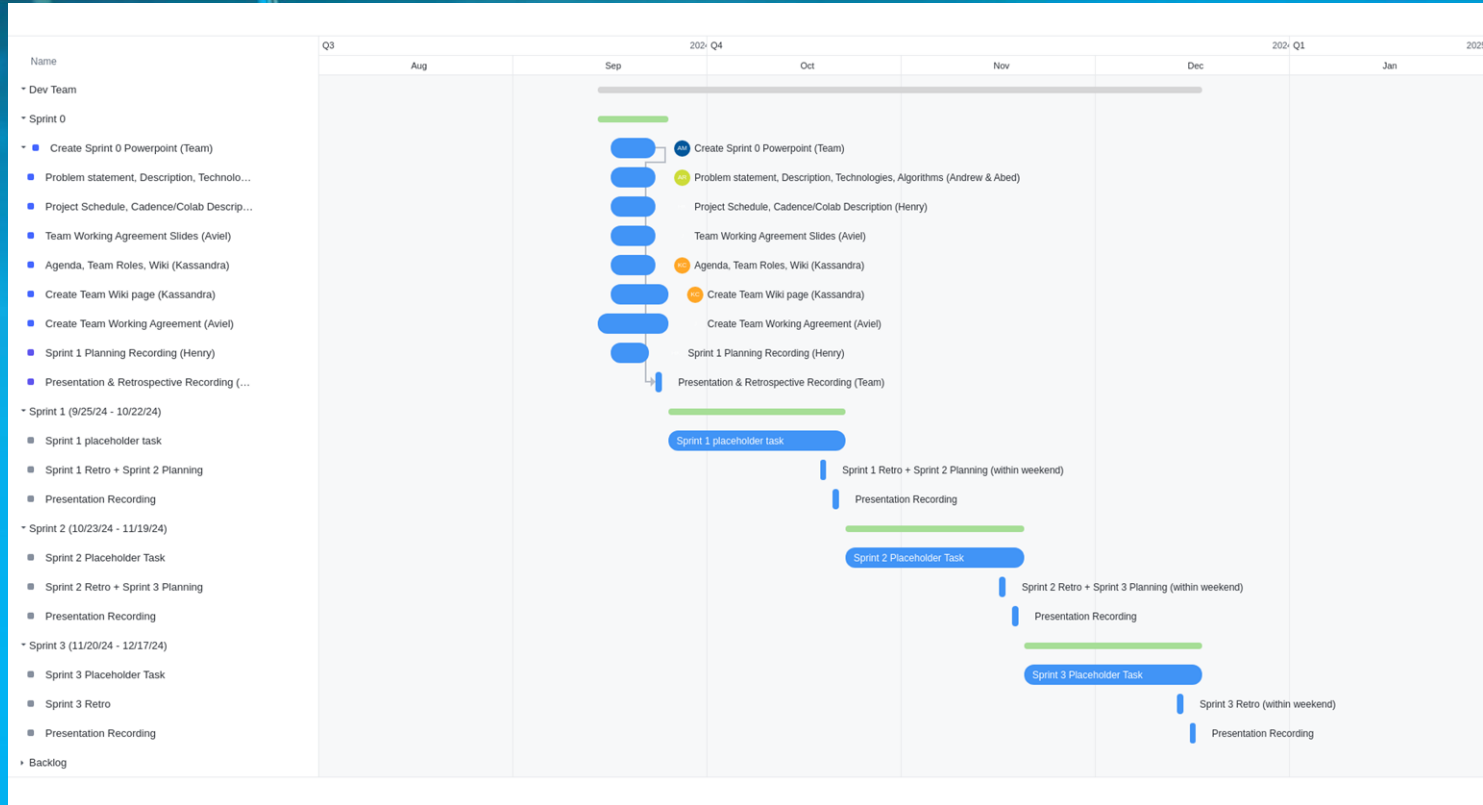 Q3 2024 Q4 2024 Q1 2025
Name
Aug Sep Oct Nov Dec Jan
Dev Team
Sprint 0
Create Sprint 0 Powerpoint (Team) AM Create Sprint 0 Powerpoint (Team)
Problem statement, Description, Technolo… Problem statement, Description, Technologies, Algorithms (Andrew & Abed)
Project Schedule, Cadence/Colab Descrip… Project Schedule, Cadence/Colab Description (Henry)
Team Working Agreement Slides (Aviel) Team Working Agreement Slides (Aviel)
Agenda, Team Roles, Wiki (Kassandra) KC Agenda, Team Roles, Wiki (Kassandra)
Create Team Wiki page (Kassandra) KC Create Team Wiki page (Kassandra)
Create Team Working Agreement (Aviel) Create Team Working Agreement (Aviel)
Sprint 1 Planning Recording (Henry) Sprint 1 Planning Recording (Henry)
Presentation & Retrospective Recording (… Presentation & Retrospective Recording (Team)
Sprint 1 (9/25/24 - 10/22/24)
Sprint 1 placeholder task Sprint 1 placeholder task
Sprint 1 Retro + Sprint 2 Planning Sprint 1 Retro + Sprint 2 Planning (within weekend)
Presentation Recording Presentation Recording
Sprint 2 (10/23/24 - 11/19/24)
Sprint 2 Placeholder Task Sprint 2 Placeholder Task
Sprint 2 Retro + Sprint 3 Planning Sprint 2 Retro + Sprint 3 Planning (within weekend)
Presentation Recording Presentation Recording
Sprint 3 (11/20/24 - 12/17/24)
Sprint 3 Placeholder Task Sprint 3 Placeholder Task
Sprint 3 Retro Sprint 3 Retro (within weekend)
Presentation Recording Presentation Recording
Backlog